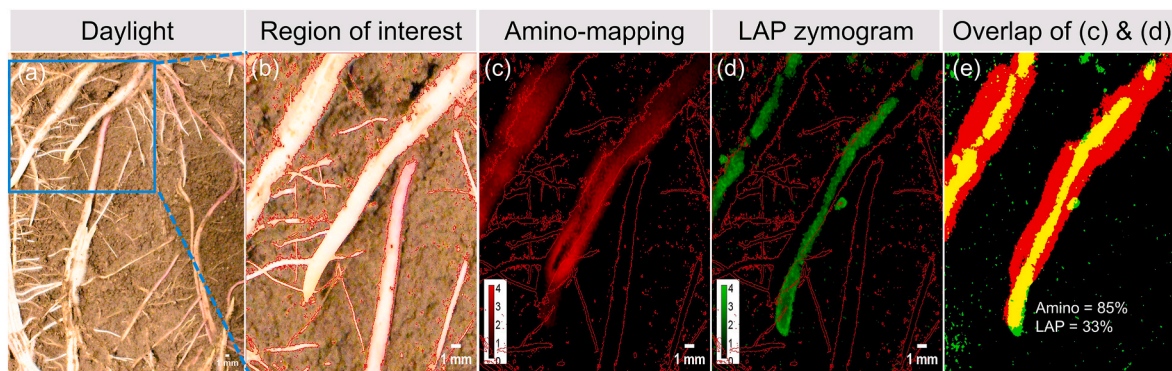 Daylight
Region of interest
Amino-mapping
LAP zymogram
Overlap of (c) & (d)
(a)
(b)
(c)
(d)
(e)
1 mm
1 mm
4
3
2
1
0
1 mm
4
3
2
1
0
1 mm
Amino = 85%
LAP = 33%